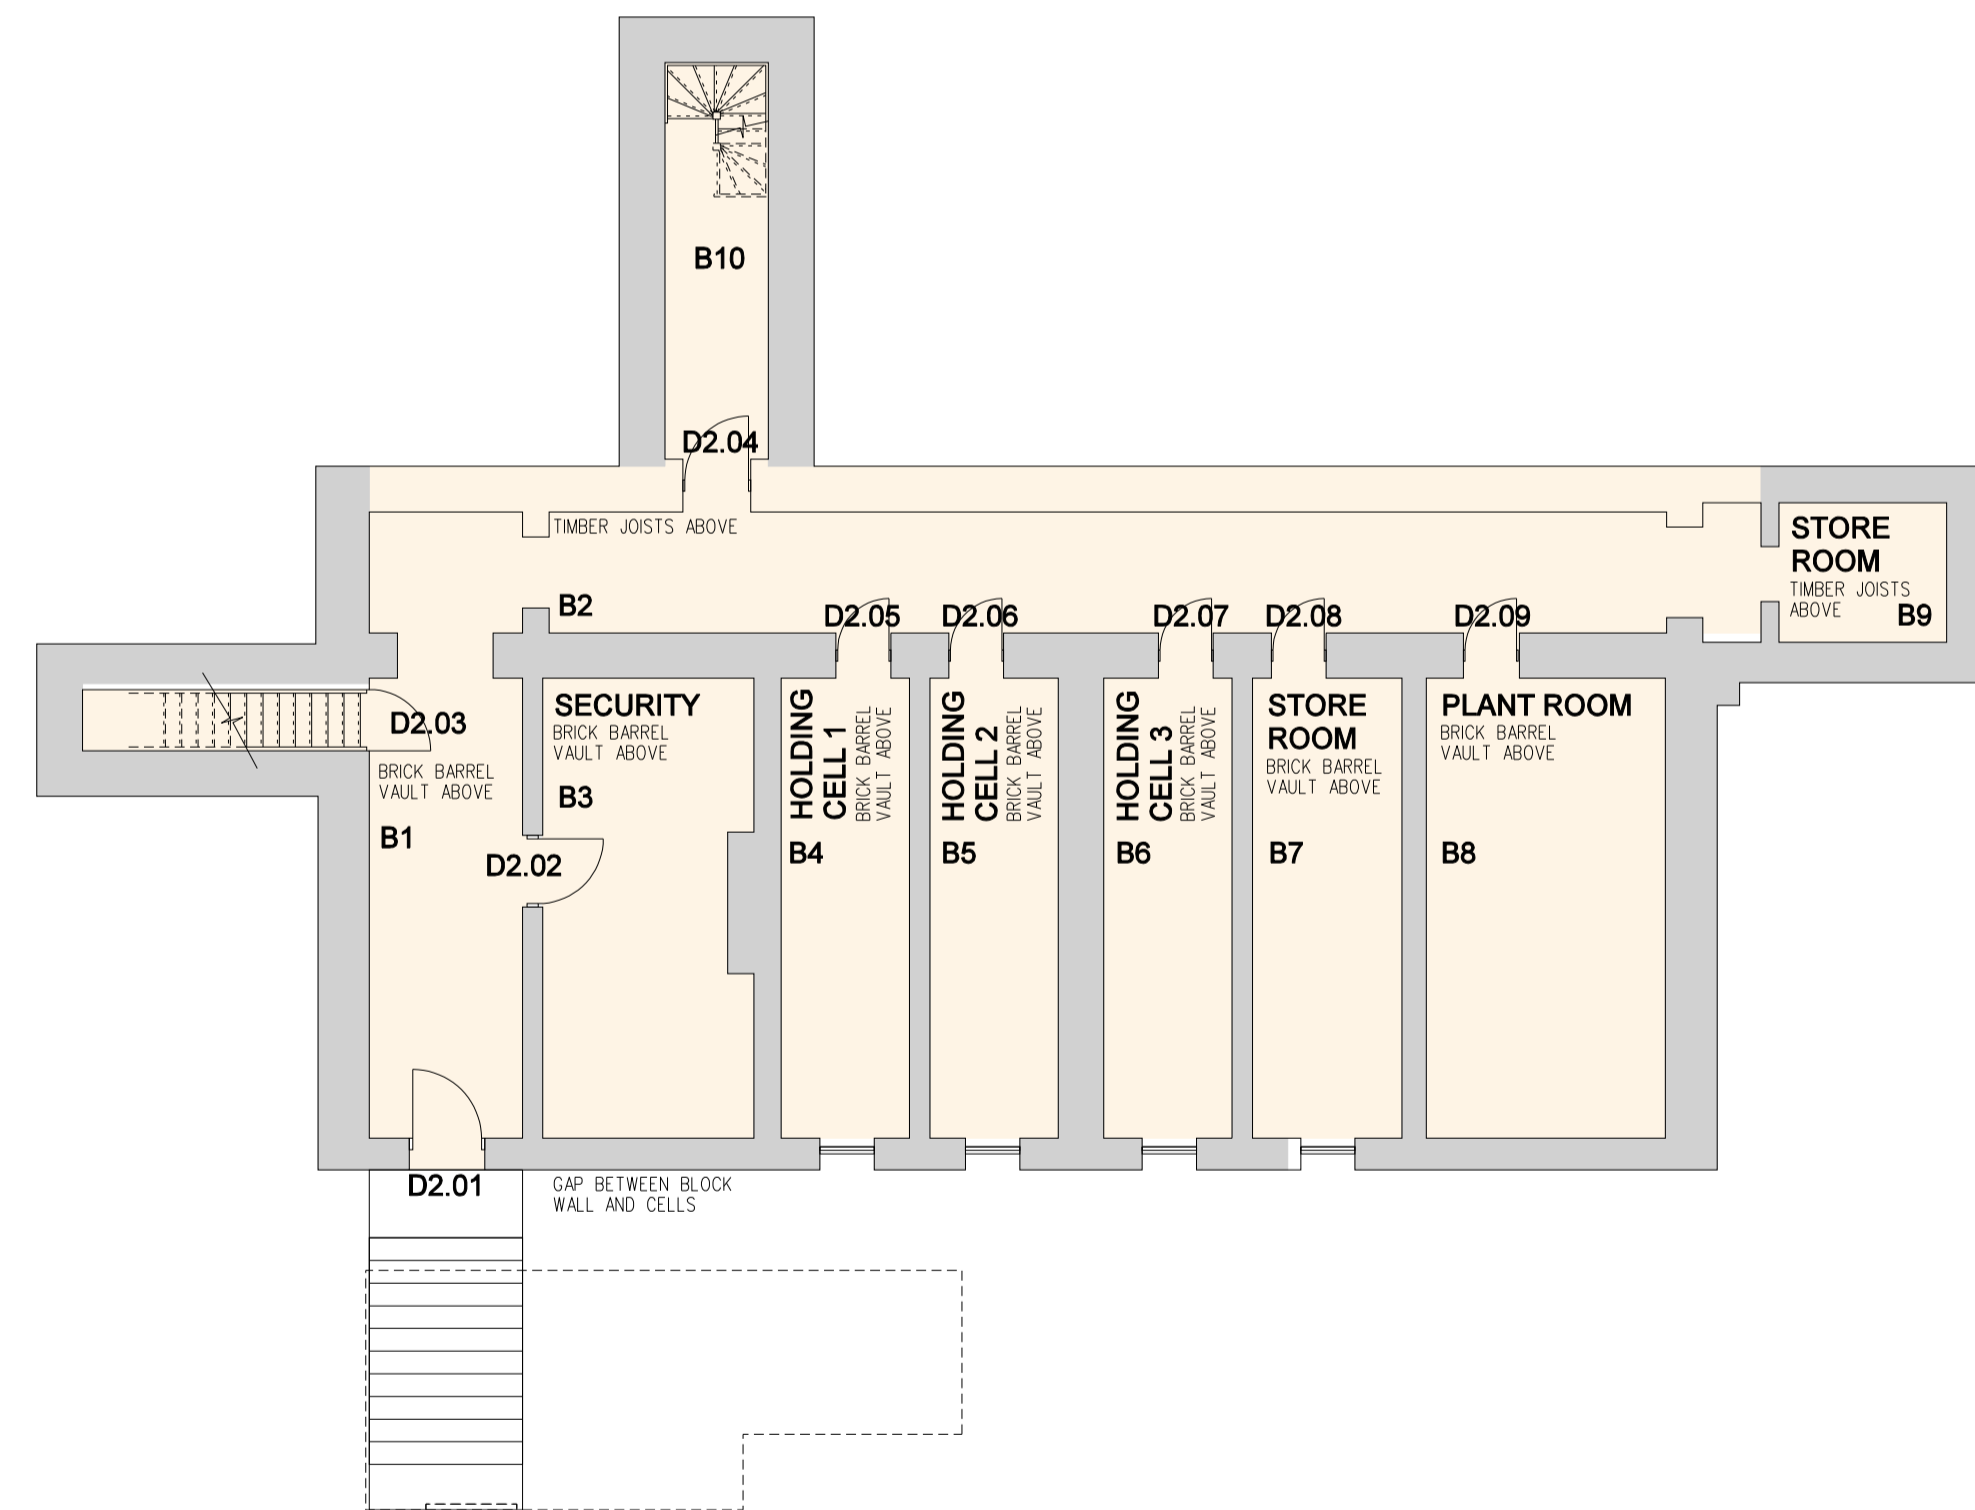 B10
D2.04
TIMBER JOISTS ABOVE
STORE
ROOM
TIMBER JOISTS
ABOVE
B9
B2
D2.05
D2.06
D2.07
D2.08
D2.09
D2.03
BRICK BARREL
VAULT ABOVE
B1
SECURITY
BRICK BARREL
VAULT ABOVE
B3
D2.02
HOLDING
CELL 1
BRICK BARREL
VAULT ABOVE
B4
HOLDING
CELL 2
BRICK BARREL
VAULT ABOVE
B5
HOLDING
CELL 3
BRICK BARREL
VAULT ABOVE
B6
STORE
ROOM
BRICK BARREL
VAULT ABOVE
B7
PLANT ROOM
BRICK BARREL
VAULT ABOVE
B8
D2.01
GAP BETWEEN BLOCK
WALL AND CELLS